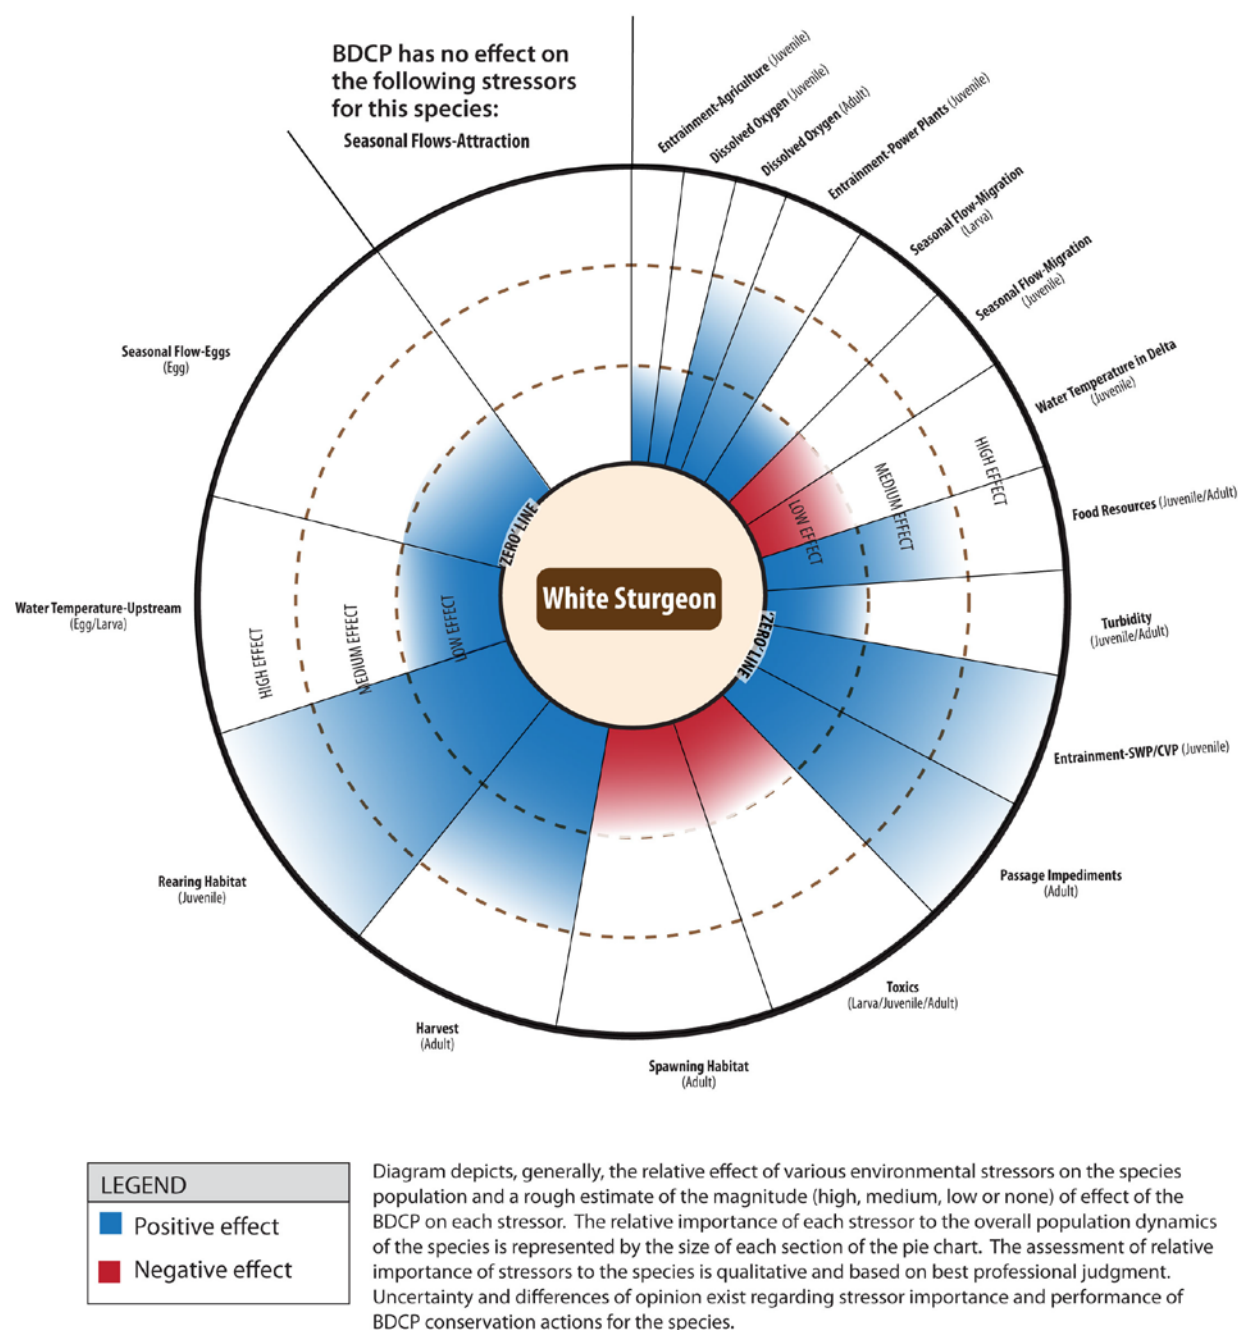 BDCP has no effect on
the following stressors
for this species:
Seasonal Flows-Attraction
Entrainment-Agriculture (Juvenile)
Dissolved Oxygen (Juvenile)
Dissolved Oxygen (Adult)
Entrainment-Power Plants (Juvenile)
Seasonal Flow-Migration
(Larva)
Seasonal Flow-Migration
(Juvenile)
Water Temperature in Delta
(Juvenile)
Food Resources (Juvenile/Adult)
Turbidity
(Juvenile/Adult)
Entrainment-SWP/CVP (Juvenile)
Passage Impediments
(Adult)
Toxics
(Larva/Juvenile/Adult)
Spawning Habitat
(Adult)
Harvest
(Adult)
Rearing Habitat
(Juvenile)
Water Temperature-Upstream
(Egg/Larva)
Seasonal Flow-Eggs
(Egg)
HIGH EFFECT
MEDIUM EFFECT
LOW EFFECT
'ZERO' LINE
White Sturgeon
'ZERO' LINE
LOW EFFECT
MEDIUM EFFECT
HIGH EFFECT
LEGEND
Positive effect
Negative effect
Diagram depicts, generally, the relative effect of various environmental stressors on the species
population and a rough estimate of the magnitude (high, medium, low or none) of effect of the
BDCP on each stressor. The relative importance of each stressor to the overall population dynamics
of the species is represented by the size of each section of the pie chart. The assessment of relative
importance of stressors to the species is qualitative and based on best professional judgment.
Uncertainty and differences of opinion exist regarding stressor importance and performance of
BDCP conservation actions for the species.